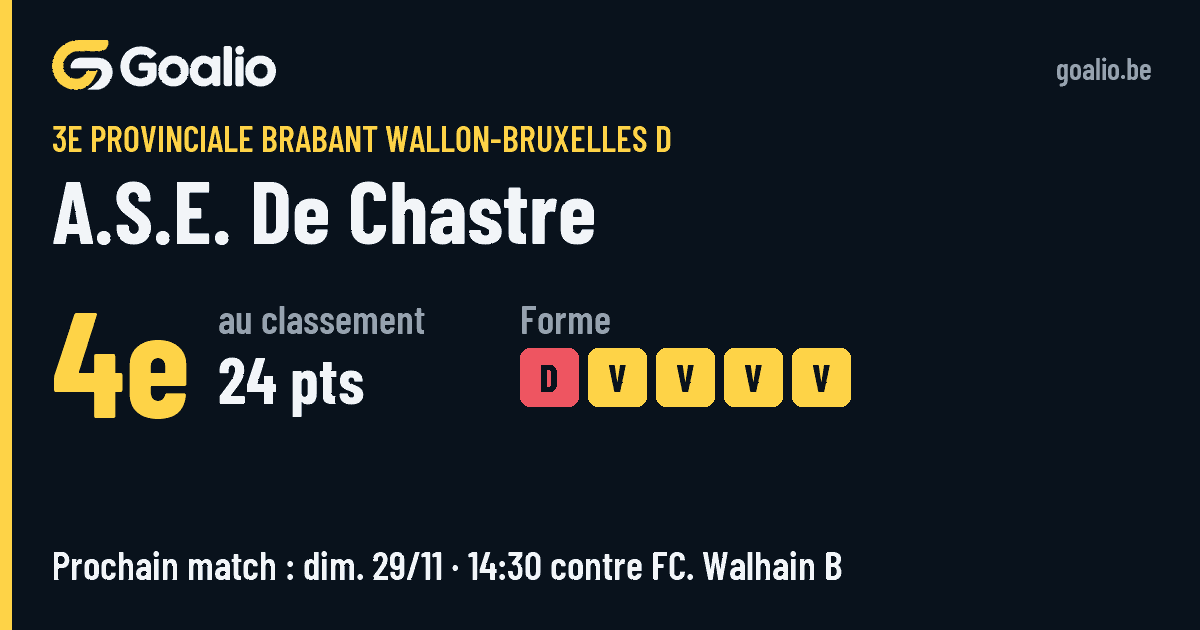 Goalio
goalio.be
3E PROVINCIALE BRABANT WALLON-BRUXELLES D
A.S.E. De Chastre
4e
au classement
24 pts
Forme
D V V V V
Prochain match : dim. 29/11 · 14:30 contre FC. Walhain B